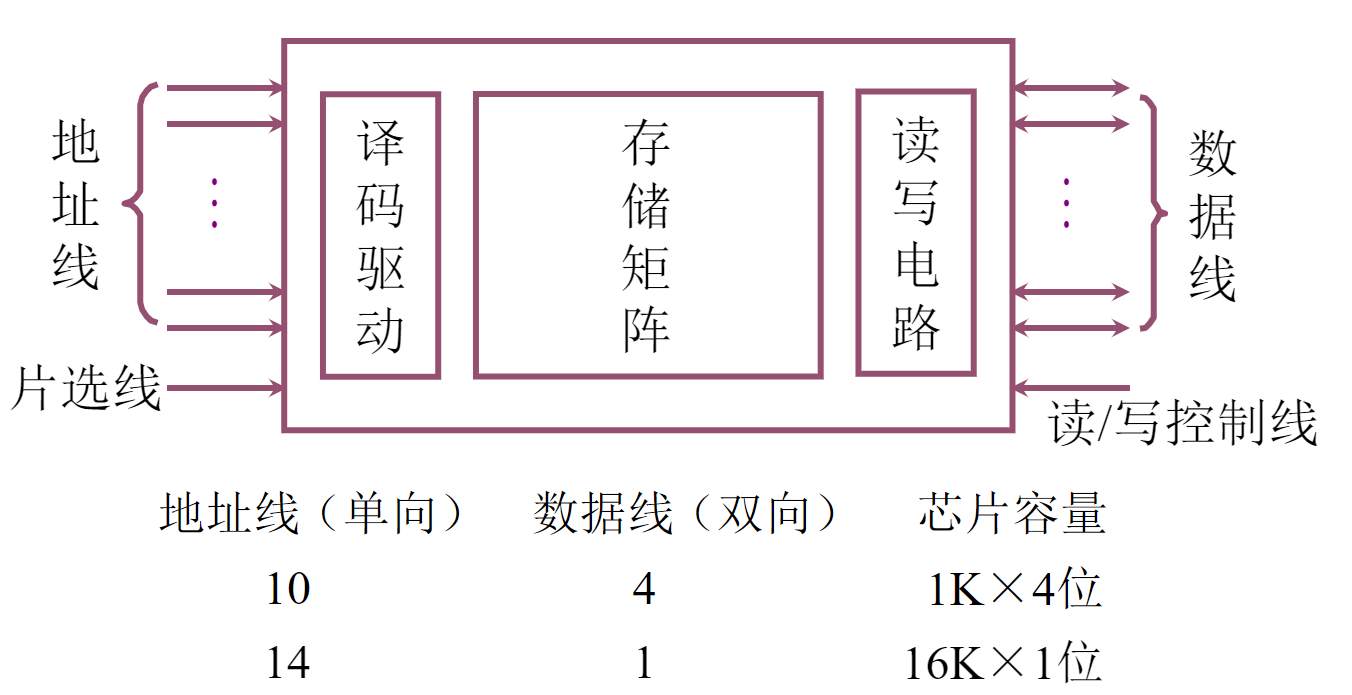 地址线
译码驱动
存储矩阵
读写电路
数据线
片选线
读/写控制线
地址线（单向） 数据线（双向） 芯片容量
10 4 1K×4位
14 1 16K×1位